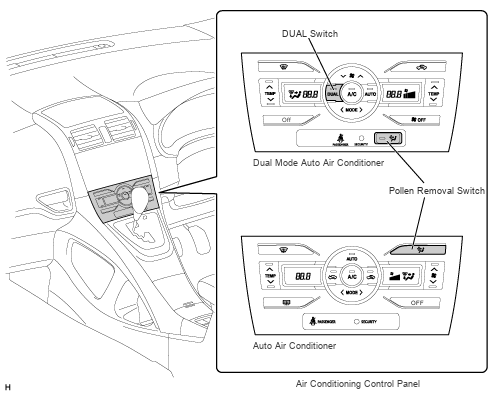 DUAL Switch
TEMP
88.8
DUAL
A/C
AUTO
88.8
TEMP
< MODE >
Off
OFF
PASSENGER
SECURITY
Dual Mode Auto Air Conditioner
Pollen Removal Switch
AUTO
TEMP
88.8
A/C
< MODE >
OFF
PASSENGER
SECURITY
Auto Air Conditioner
H
Air Conditioning Control Panel